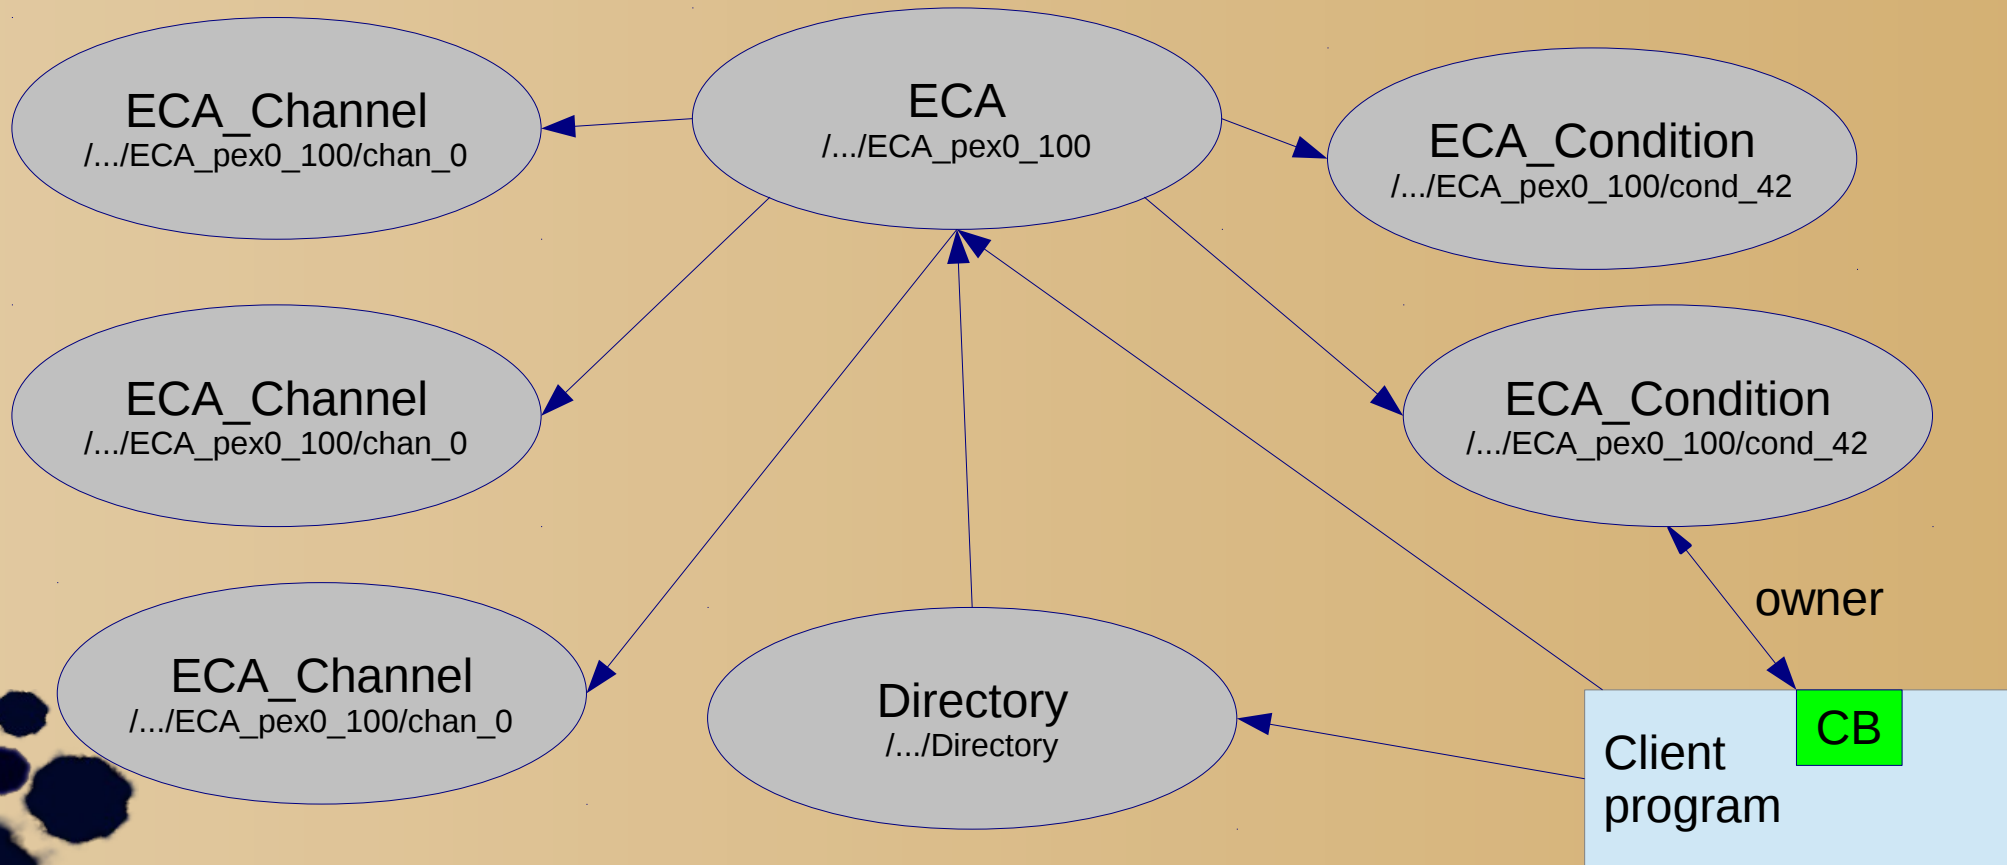 ECA_Channel
/.../ECA_pex0_100/chan_0
ECA
/.../ECA_pex0_100
ECA_Condition
/.../ECA_pex0_100/cond_42
ECA_Channel
/.../ECA_pex0_100/chan_0
ECA_Condition
/.../ECA_pex0_100/cond_42
owner
ECA_Channel
/.../ECA_pex0_100/chan_0
Directory
/.../Directory
CB
Client
program